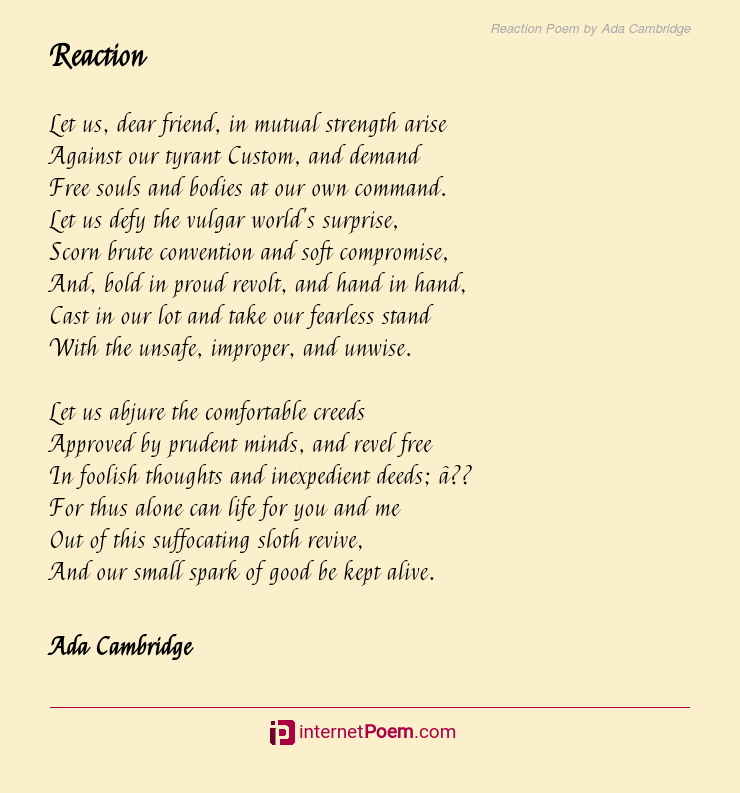 Reaction Poem by Ada Cambridge
Reaction
Let us, dear friend, in mutual strength arise
Against our tyrant Custom, and demand
Free souls and bodies at our own command.
Let us defy the vulgar world's surprise,
Scorn brute convention and soft compromise,
And, bold in proud revolt, and hand in hand,
Cast in our lot and take our fearless stand
With the unsafe, improper, and unwise.

Let us abjure the comfortable creeds
Approved by prudent minds, and revel free
In foolish thoughts and inexpedient deeds; â??
For thus alone can life for you and me
Out of this suffocating sloth revive,
And our small spark of good be kept alive.

Ada Cambridge
internetPoem.com